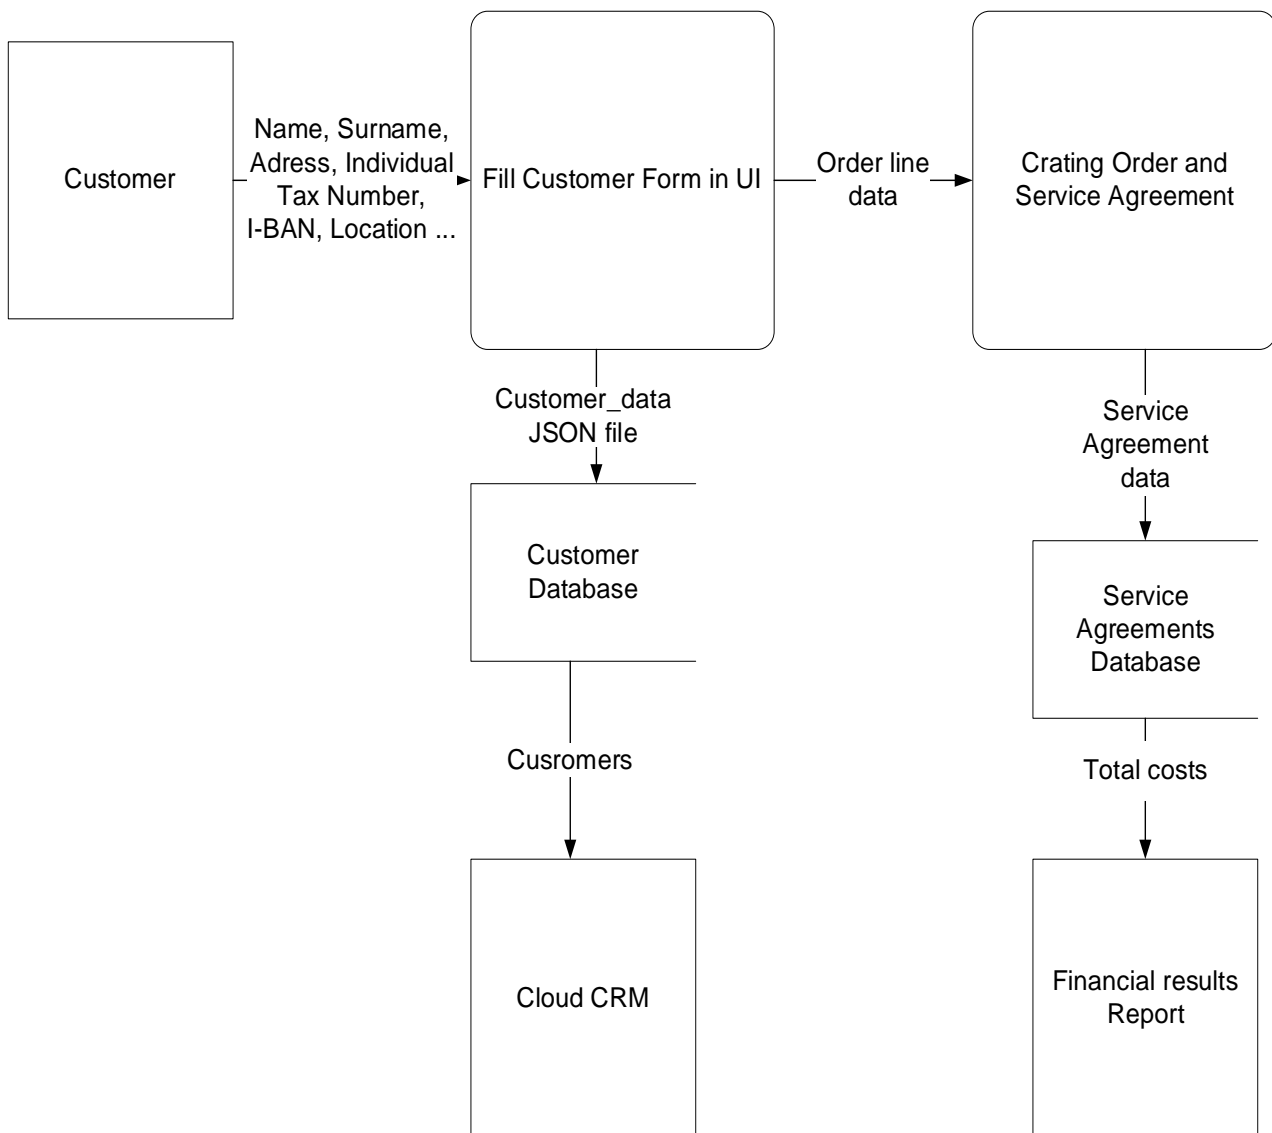 Customer
Name, Surname,
Adress, Individual
Tax Number,
I-BAN, Location ...
Fill Customer Form in UI
Order line
data
Crating Order and
Service Agreement
Customer_data
JSON file
Service
Agreement
data
Customer
Database
Service
Agreements
Database
Cusromers
Total costs
Cloud CRM
Financial results
Report